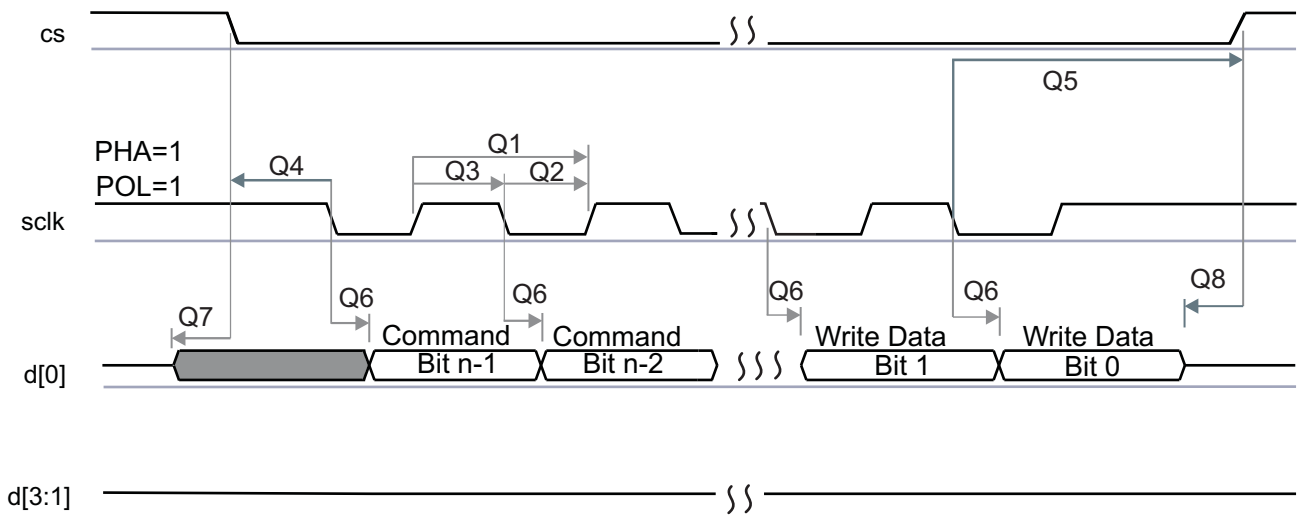 cs
Q5
PHA=1
Q1
Q4
Q3
Q2
POL=1
sclk
Q7
Q6
Q6
Q6
Q6
Q8
Command
Command
Write Data
Write Data
d[0]
Bit n-1
Bit n-2
Bit 1
Bit 0
d[3:1]